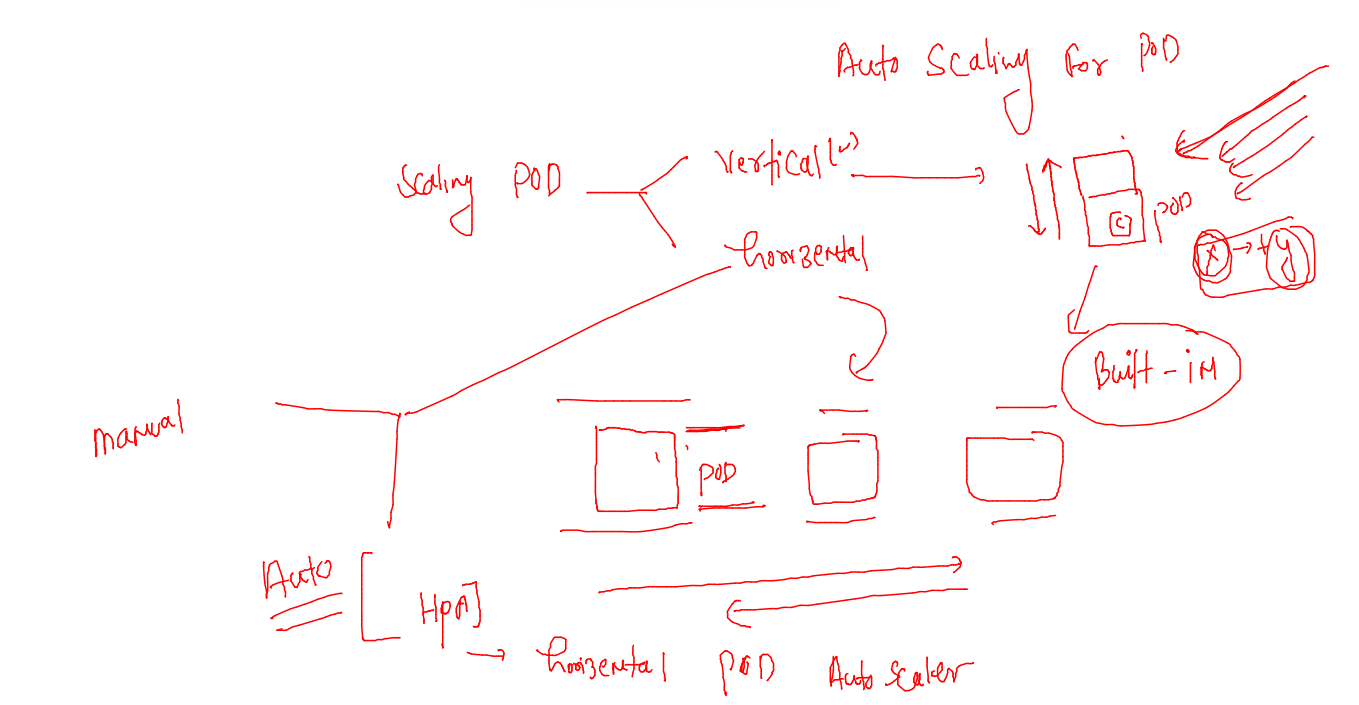 Auto Scaling for POD
Scaling POD
Vertical
horizental
POD
C
x → +y
Built-in
manual
POD
Auto
[HPA]
→ horizental POD Auto scaler